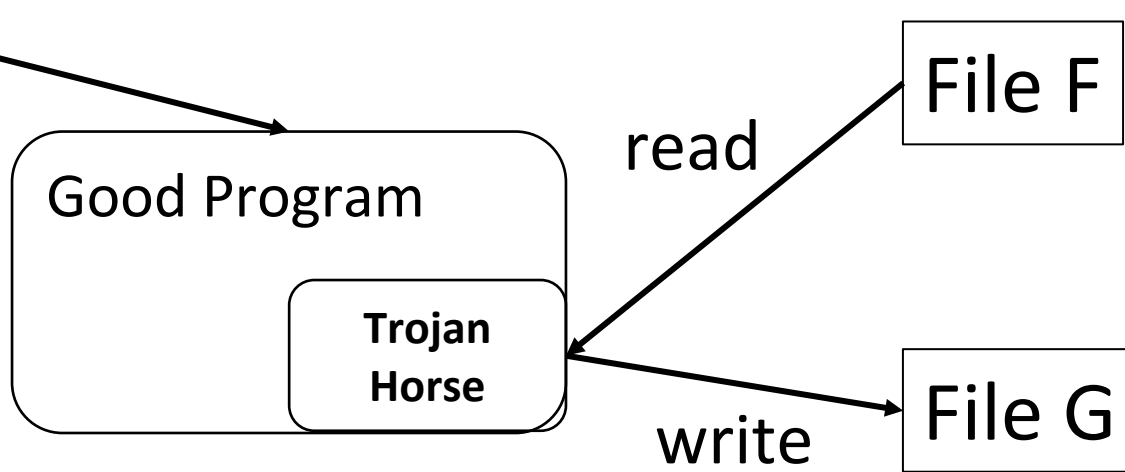 File F
read
Good Program
Trojan
Horse
File G
write